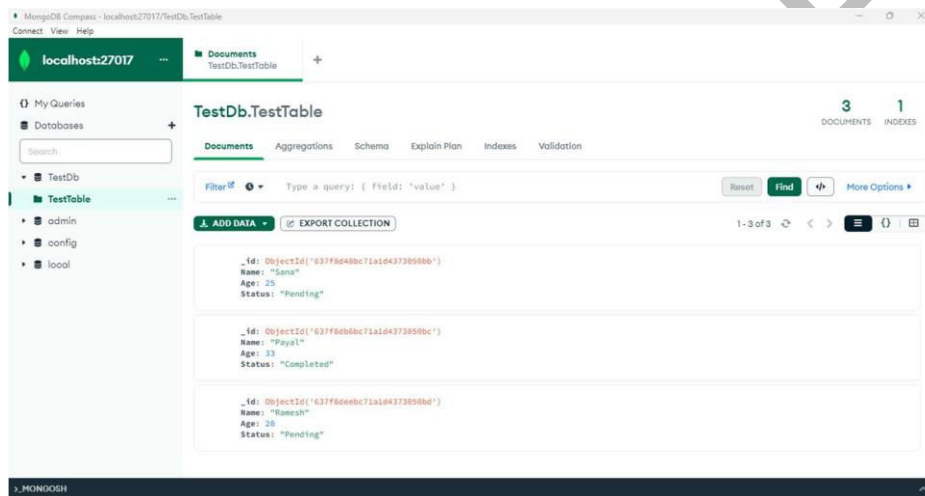 MongoDB Compass - localhost:27017/TestDb.TestTable
Connect View Help
localhost:27017 ...
Documents
TestDb.TestTable
+
{} My Queries
Databases +
Search
TestDb
TestTable ...
admin
config
local
TestDb.TestTable
3
DOCUMENTS
1
INDEXES
Documents Aggregations Schema Explain Plan Indexes Validation
Filter Type a query: { field: 'value' } Reset Find </> More Options
ADD DATA EXPORT COLLECTION 1 - 3 of 3 < > {}
_id: ObjectId('637f8d48bc71a1d4373050bb')
Name: "Sona"
Age: 25
Status: "Pending"
_id: ObjectId('637f8db6bc71a1d4373050bc')
Name: "Payal"
Age: 33
Status: "Completed"
_id: ObjectId('637f8deebc71a1d4373050bd')
Name: "Ramesh"
Age: 28
Status: "Pending"
>_MONGOSH